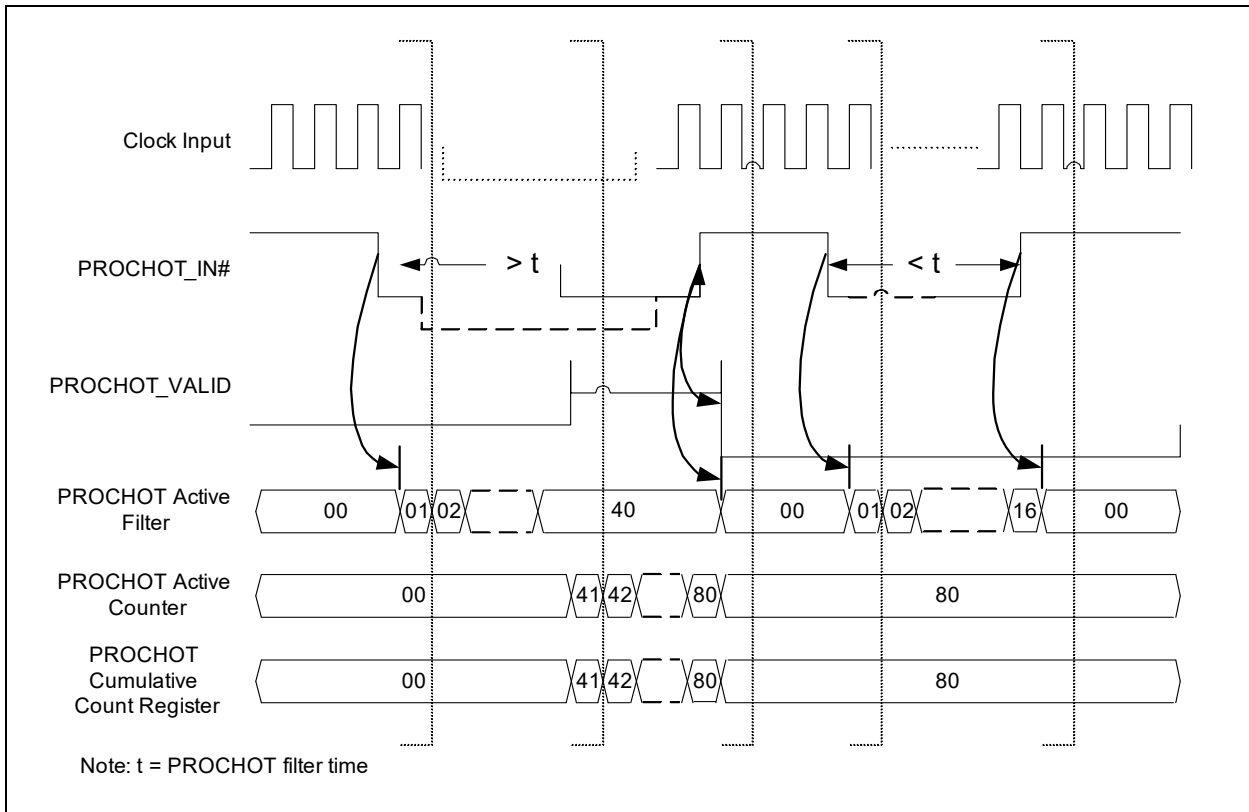 Clock Input
PROCHOT_IN#
> t
< t
PROCHOT_VALID
PROCHOT Active
Filter
00 01 02 40 00 01 02 16 00
PROCHOT Active
Counter
00 41 42 80 80
PROCHOT
Cumulative
Count Register
00 41 42 80 80
Note: t = PROCHOT filter time